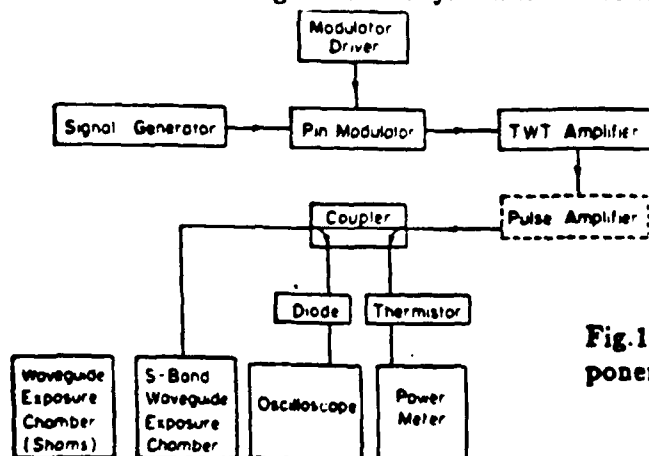 Modulator
Driver
Signal Generator
Pin Modulator
TWT Amplifier
Coupler
Pulse Amplifier
Diode
Thermistor
Fig.1
Waveguide
Exposure
Chamber
(Shams)
S-Band
Waveguide
Exposure
Chamber
Oscilloscope
Power
Meter